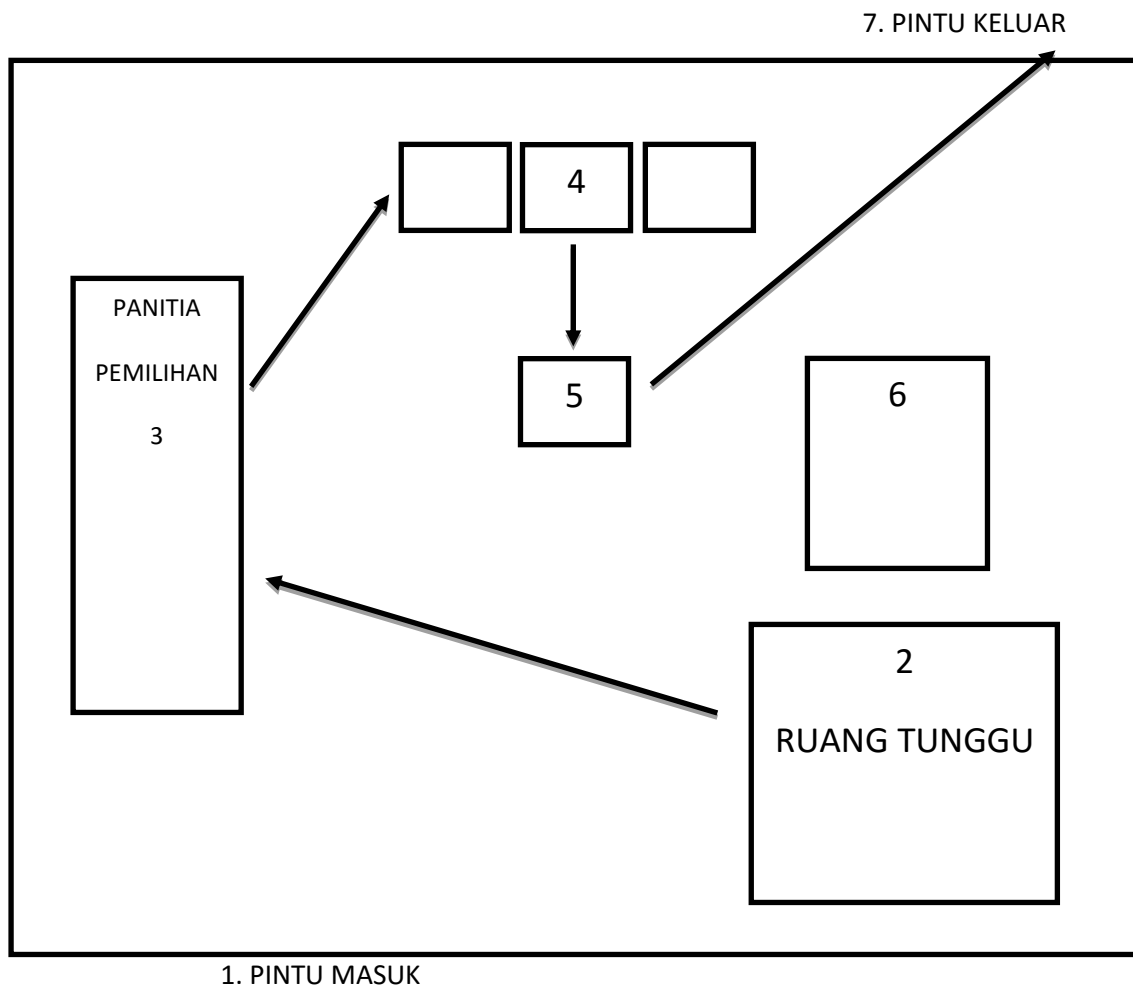 7. PINTU KELUAR
4
PANITIA
PEMILIHAN
3
5
6
2
RUANG TUNGGU
1. PINTU MASUK